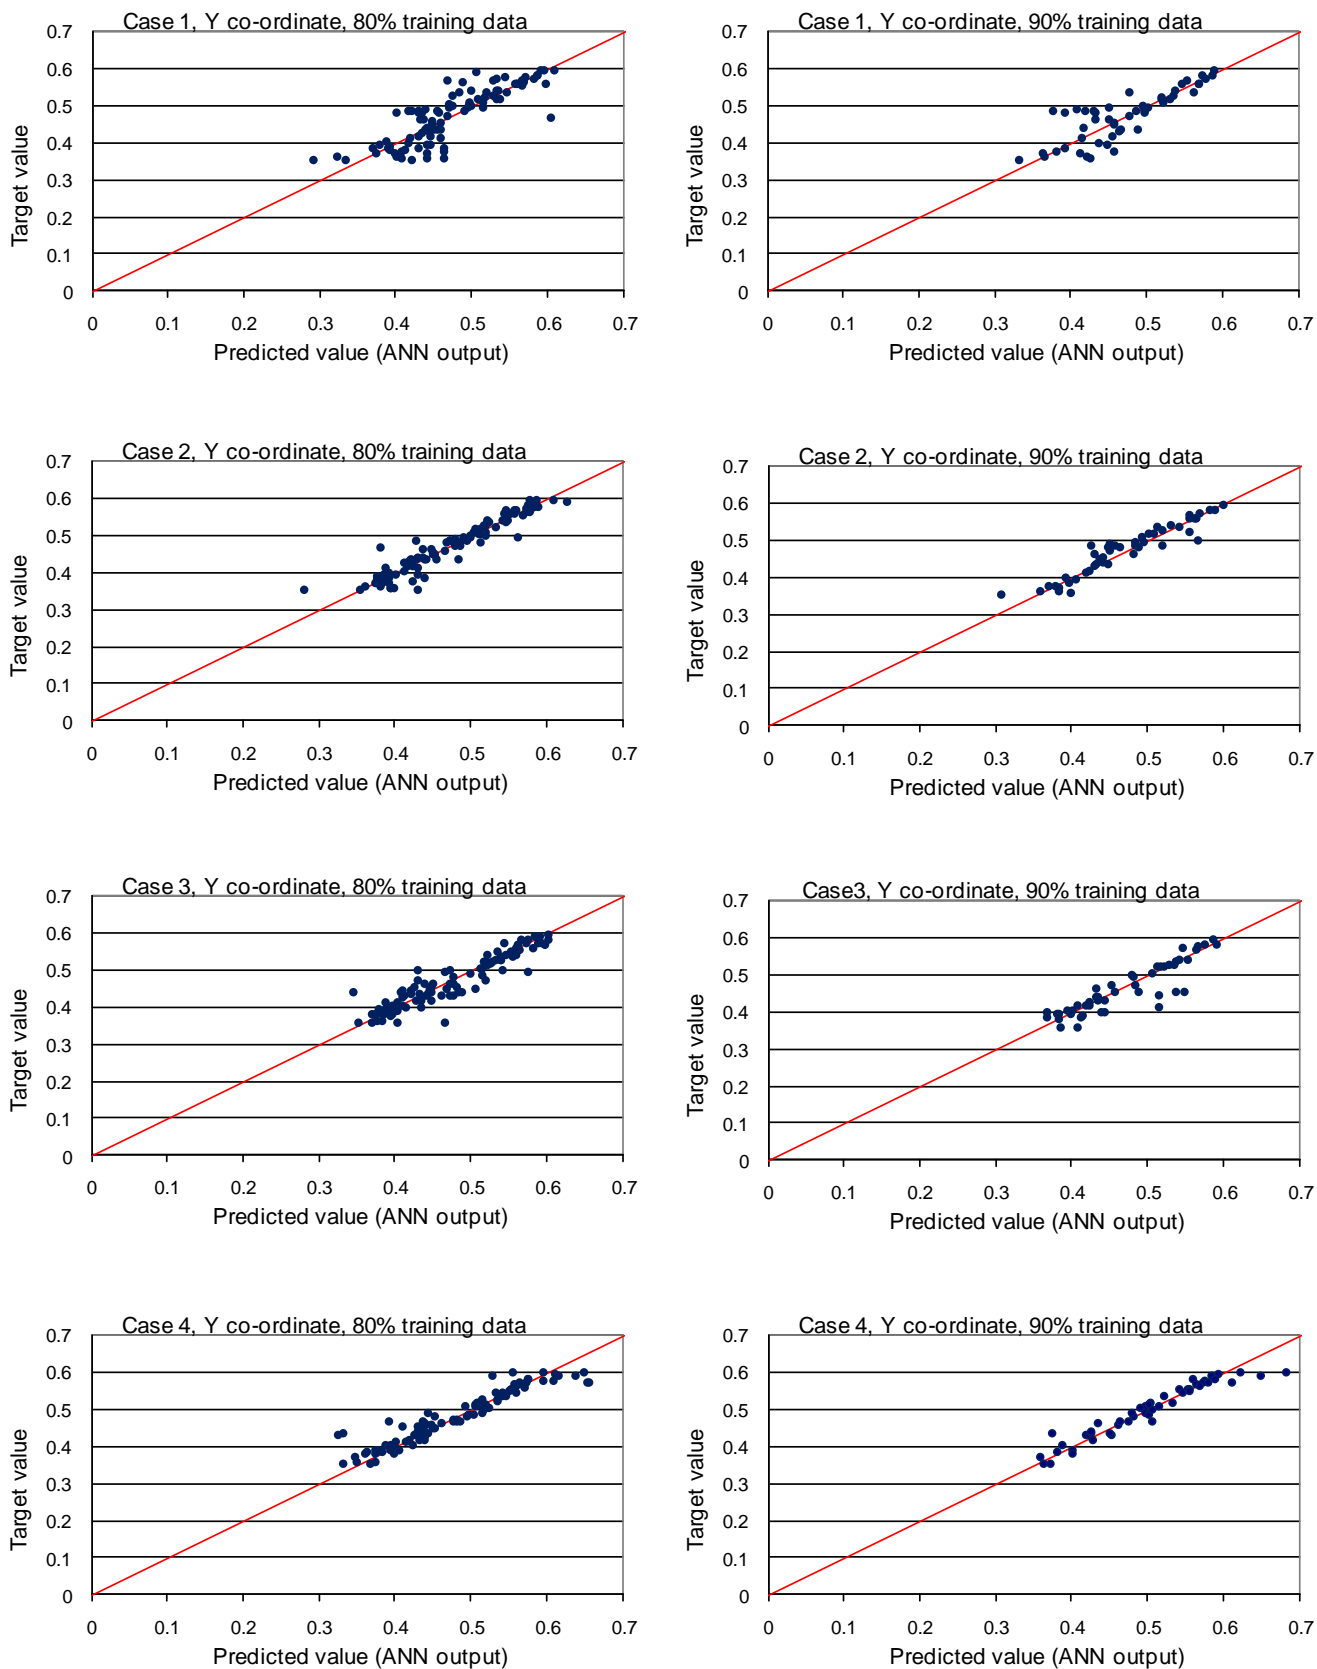 Case 1, Y co-ordinate, 80% training data
0.7
0.6
0.5
0.4
0.3
0.2
0.1
0
Target value
0 0.1 0.2 0.3 0.4 0.5 0.6 0.7
Predicted value (ANN output)
Case 1, Y co-ordinate, 90% training data
0.7
0.6
0.5
0.4
0.3
0.2
0.1
0
Target value
0 0.1 0.2 0.3 0.4 0.5 0.6 0.7
Predicted value (ANN output)
Case 2, Y co-ordinate, 80% training data
0.7
0.6
0.5
0.4
0.3
0.2
0.1
0
Target value
0 0.1 0.2 0.3 0.4 0.5 0.6 0.7
Predicted value (ANN output)
Case 2, Y co-ordinate, 90% training data
0.7
0.6
0.5
0.4
0.3
0.2
0.1
0
Target value
0 0.1 0.2 0.3 0.4 0.5 0.6 0.7
Predicted value (ANN output)
Case 3, Y co-ordinate, 80% training data
0.7
0.6
0.5
0.4
0.3
0.2
0.1
0
Target value
0 0.1 0.2 0.3 0.4 0.5 0.6 0.7
Predicted value (ANN output)
Case3, Y co-ordinate, 90% training data
0.7
0.6
0.5
0.4
0.3
0.2
0.1
0
Target value
0 0.1 0.2 0.3 0.4 0.5 0.6 0.7
Predicted value (ANN output)
Case 4, Y co-ordinate, 80% training data
0.7
0.6
0.5
0.4
0.3
0.2
0.1
0
Target value
0 0.1 0.2 0.3 0.4 0.5 0.6 0.7
Predicted value (ANN output)
Case 4, Y co-ordinate, 90% training data
0.7
0.6
0.5
0.4
0.3
0.2
0.1
0
Target value
0 0.1 0.2 0.3 0.4 0.5 0.6 0.7
Predicted value (ANN output)